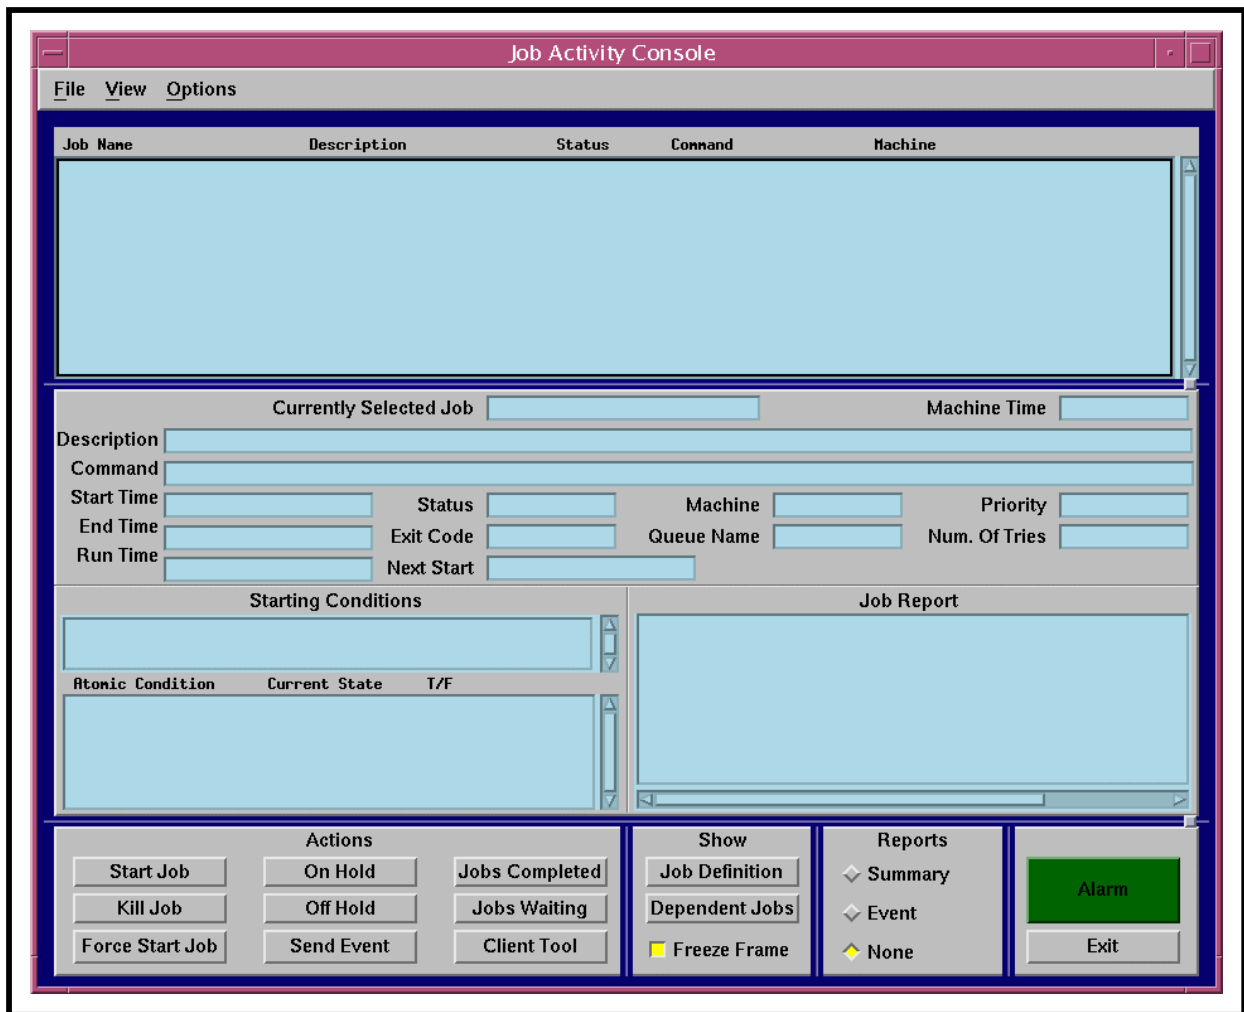 Job Activity Console
File View Options
Job Name Description Status Command Machine
Currently Selected Job Machine Time
Description
Command
Start Time Status Machine Priority
End Time Exit Code Queue Name Num. Of Tries
Run Time Next Start
Starting Conditions Job Report
Atomic Condition Current State T/F
Actions Show Reports
Start Job On Hold Jobs Completed Job Definition Summary Alarm
Kill Job Off Hold Jobs Waiting Dependent Jobs Event
Force Start Job Send Event Client Tool Freeze Frame None Exit